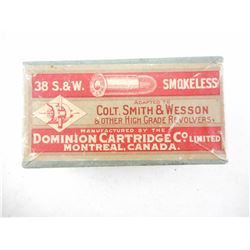 38 S.&W.
SMOKELESS
ADAPTED TO
COLT, SMITH & WESSON
& OTHER HIGH GRADE REVOLVERS.
MANUFACTURED BY THE
DOMINION CARTRIDGE CO. LIMITED
MONTREAL, CANADA.